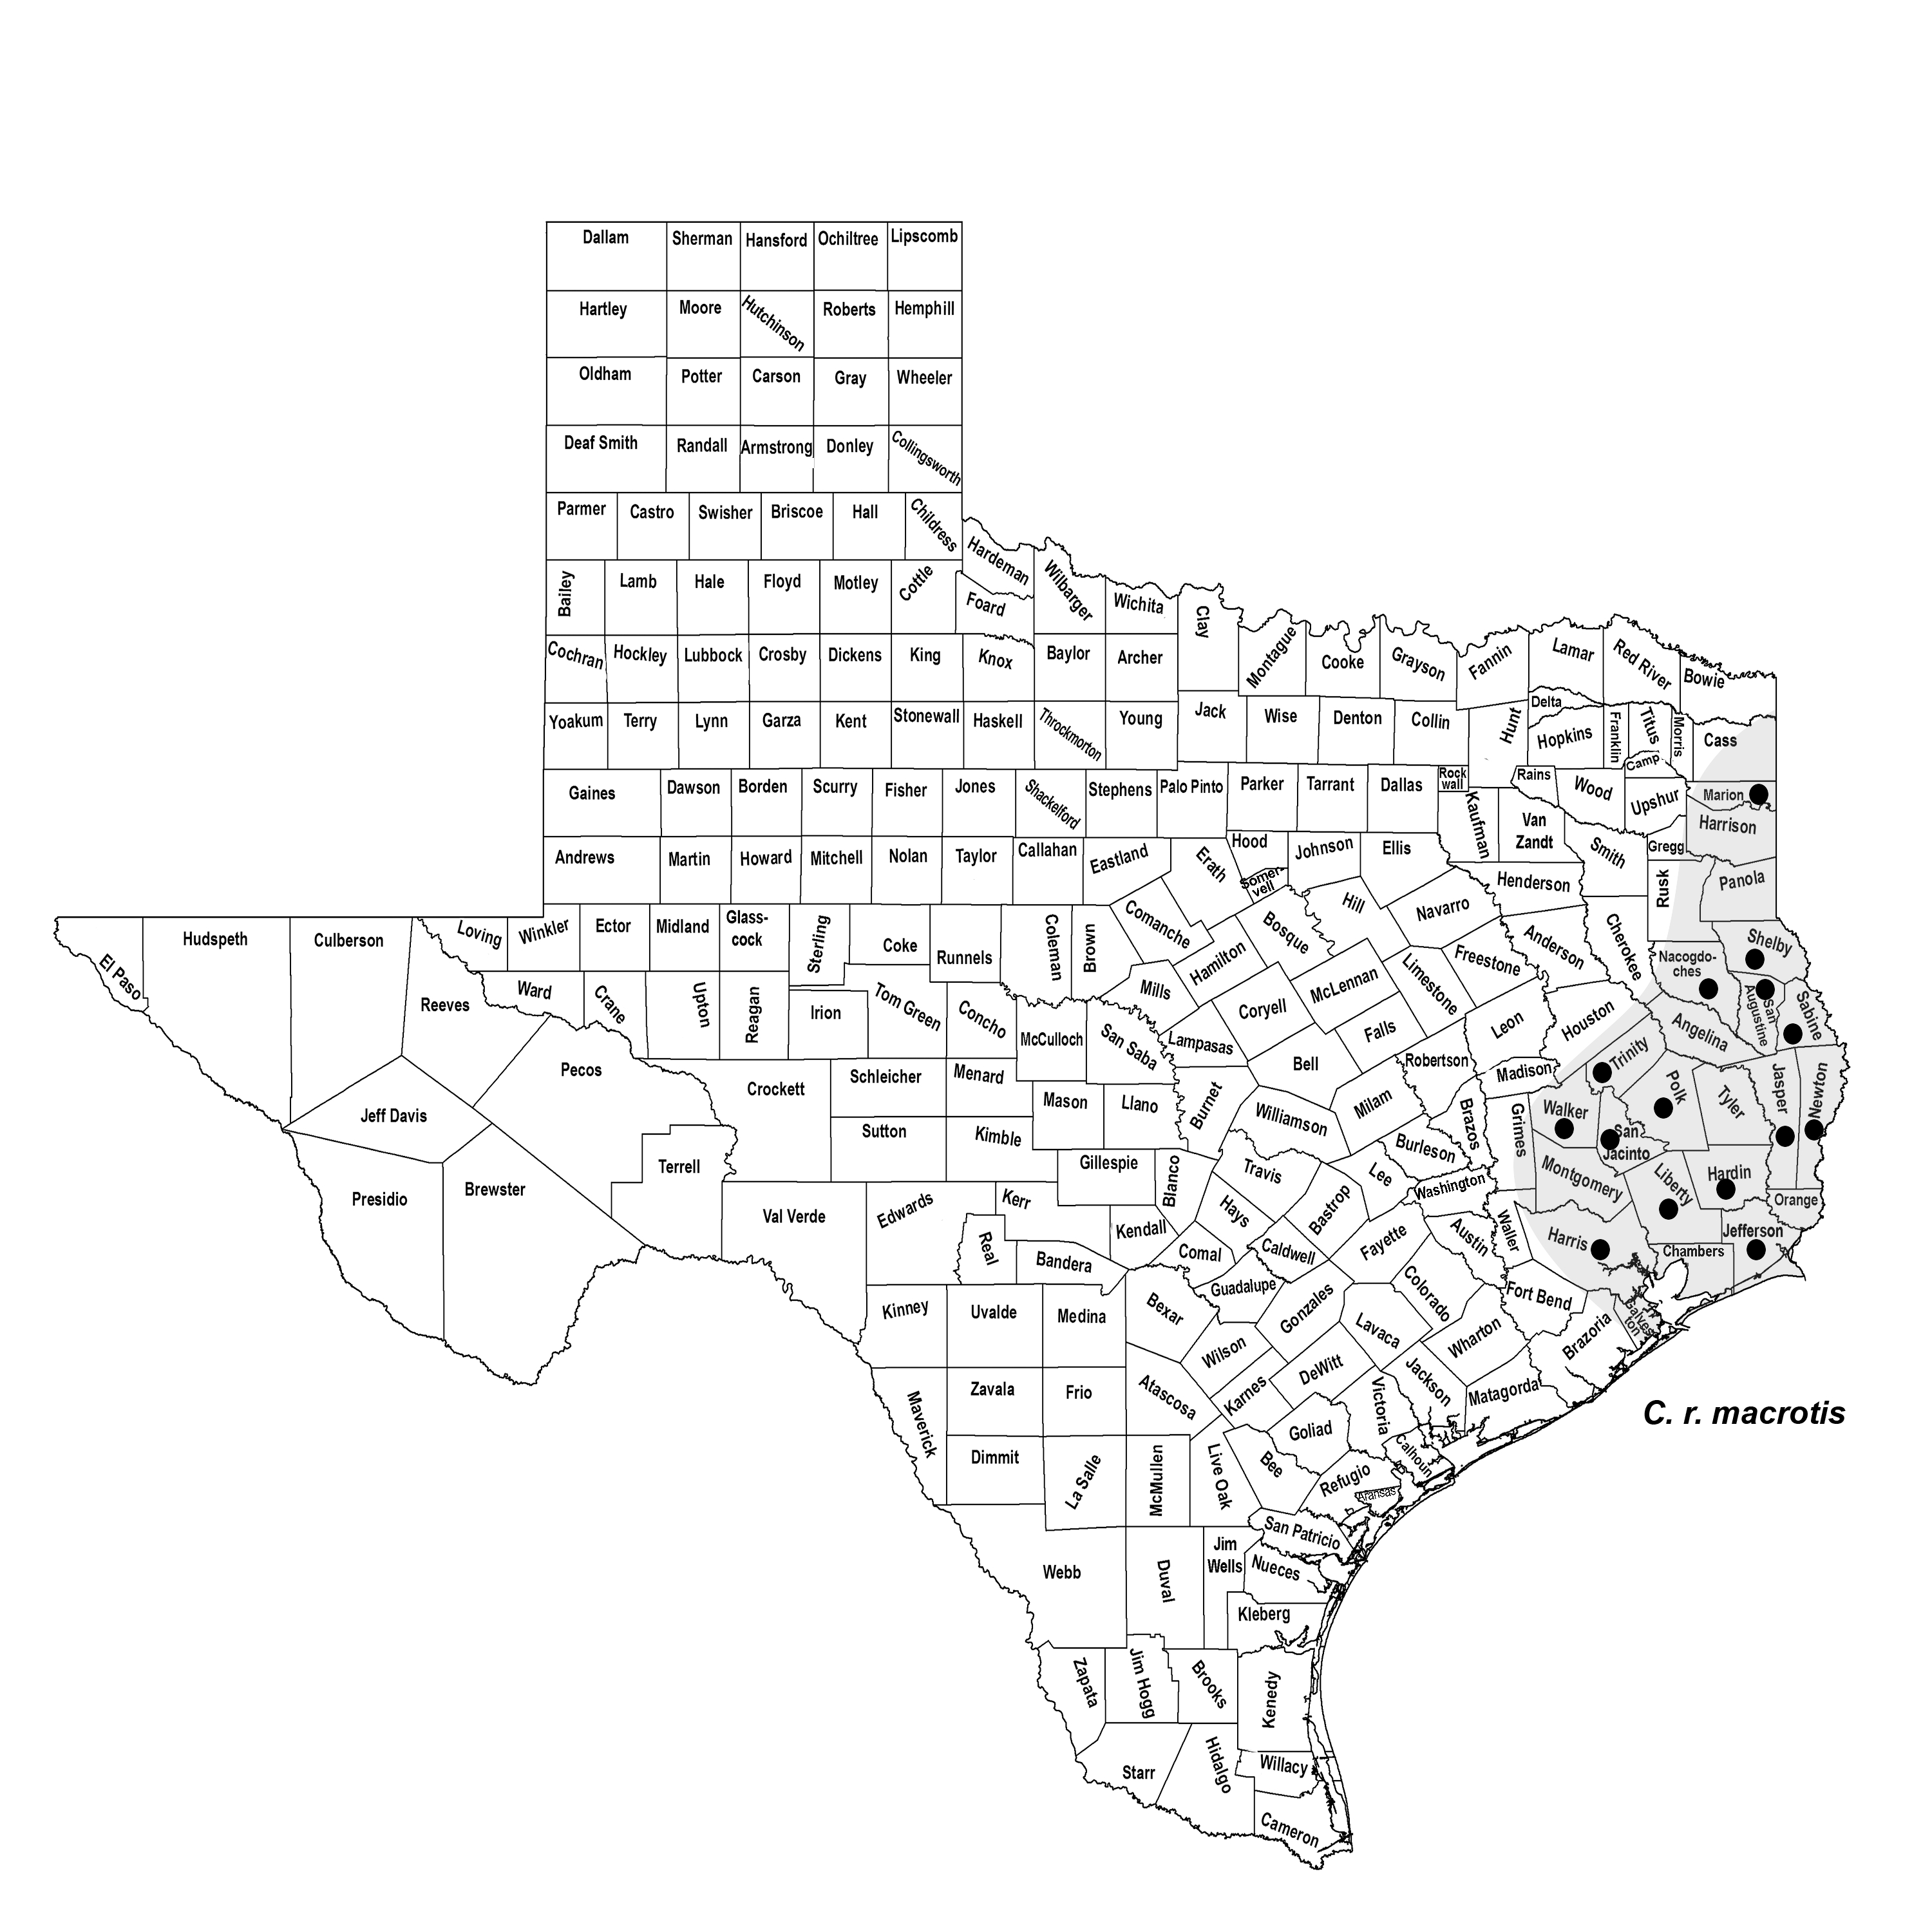 Dallam Sherman Hansford Ochiltree Lipscomb
Hartley Moore Hutchinson Roberts Hemphill
Oldham Potter Carson Gray Wheeler
Deaf Smith Randall Armstrong Donley Collingsworth
Parmer Castro Swisher Briscoe Hall Childress
Hardeman
Bailey Lamb Hale Floyd Motley Cottle Foard Wilbarger Wichita Clay
Cochran Hockley Lubbock Crosby Dickens King Knox Baylor Archer Montague Cooke Grayson Fannin Lamar Red River Bowie
Yoakum Terry Lynn Garza Kent Stonewall Haskell Throckmorton Young Jack Wise Denton Collin Hunt Delta Hopkins Franklin Titus Morris Cass
Gaines Dawson Borden Scurry Fisher Jones Shackelford Stephens Palo Pinto Parker Tarrant Dallas Rock
wall Kaufman Rains Wood Camp Upshur Marion
Harrison
Andrews Martin Howard Mitchell Nolan Taylor Callahan Eastland Erath Hood Somer-
vell Johnson Ellis Van
Zandt Smith Gregg
Henderson Rusk Panola
El Paso Hudspeth Culberson Loving Winkler Ector Midland Glass-
cock Sterling Coke Runnels Coleman Brown Comanche Hamilton Bosque Hill Navarro Anderson Cherokee Shelby
Freestone Nacogdo-
ches San
Augustine Sabine
Reeves Ward Crane Upton Reagan Irion Tom Green Concho McCulloch San Saba Mills Lampasas Coryell McLennan Limestone Falls Leon Houston Angelina
Jeff Davis Pecos Crockett Schleicher Menard Mason Llano Burnet Bell Milam Robertson Madison Trinity Polk Tyler Jasper Newton
Williamson Brazos Grimes Walker San
Jacinto
Sutton Kimble Gillespie Blanco Travis Lee Burleson Washington Montgomery Liberty Hardin Orange
Presidio Brewster Terrell Val Verde Edwards Kerr Real Kendall Bandera Comal Hays Caldwell Bastrop Fayette Austin Waller Harris Chambers Jefferson
Kinney Uvalde Medina Bexar Guadalupe Gonzales Lavaca Colorado Fort Bend Wharton Brazoria Galves-
ton
Maverick Zavala Frio Atascosa Wilson Karnes DeWitt Victoria Jackson Matagorda
C. r. macrotis
Dimmit La Salle McMullen Live Oak Bee Goliad Refugio Calhoun
Aransas
San Patricio
Webb Duval Jim
Wells Nueces
Kleberg
Zapata Jim Hogg Brooks Kenedy
Starr Hidalgo Willacy
Cameron